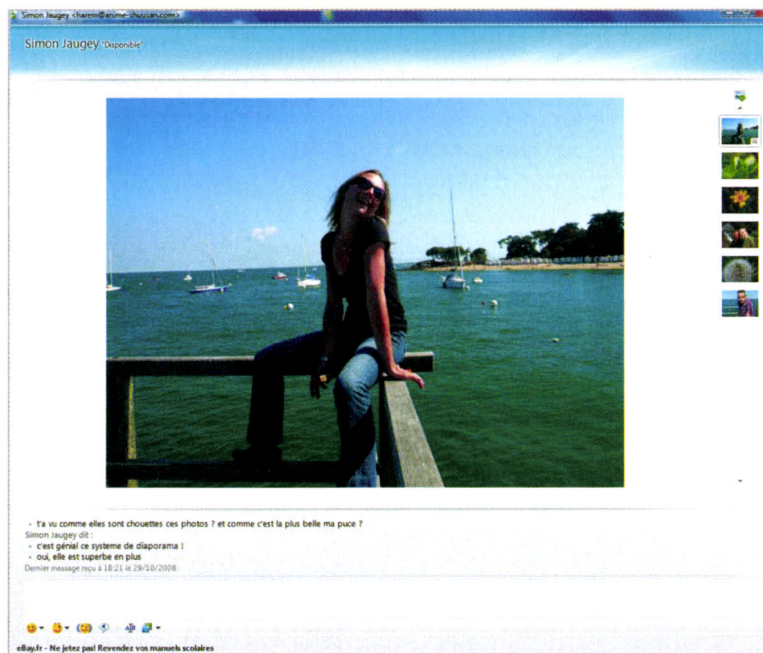 Simon Jaugey <harem@anime-shuusan.com>
Simon Jaugey "Disponible"
t'a vu comme elles sont chouettes ces photos ? et comme c'est la plus belle ma puce ?
Simon Jaugey dit :
c'est génial ce systeme de diaporama !
oui, elle est superbe en plus
Dernier message reçu à 18:21 le 29/10/2008.
eBay.fr - Ne jetez pas! Revendez vos manuels scolaires